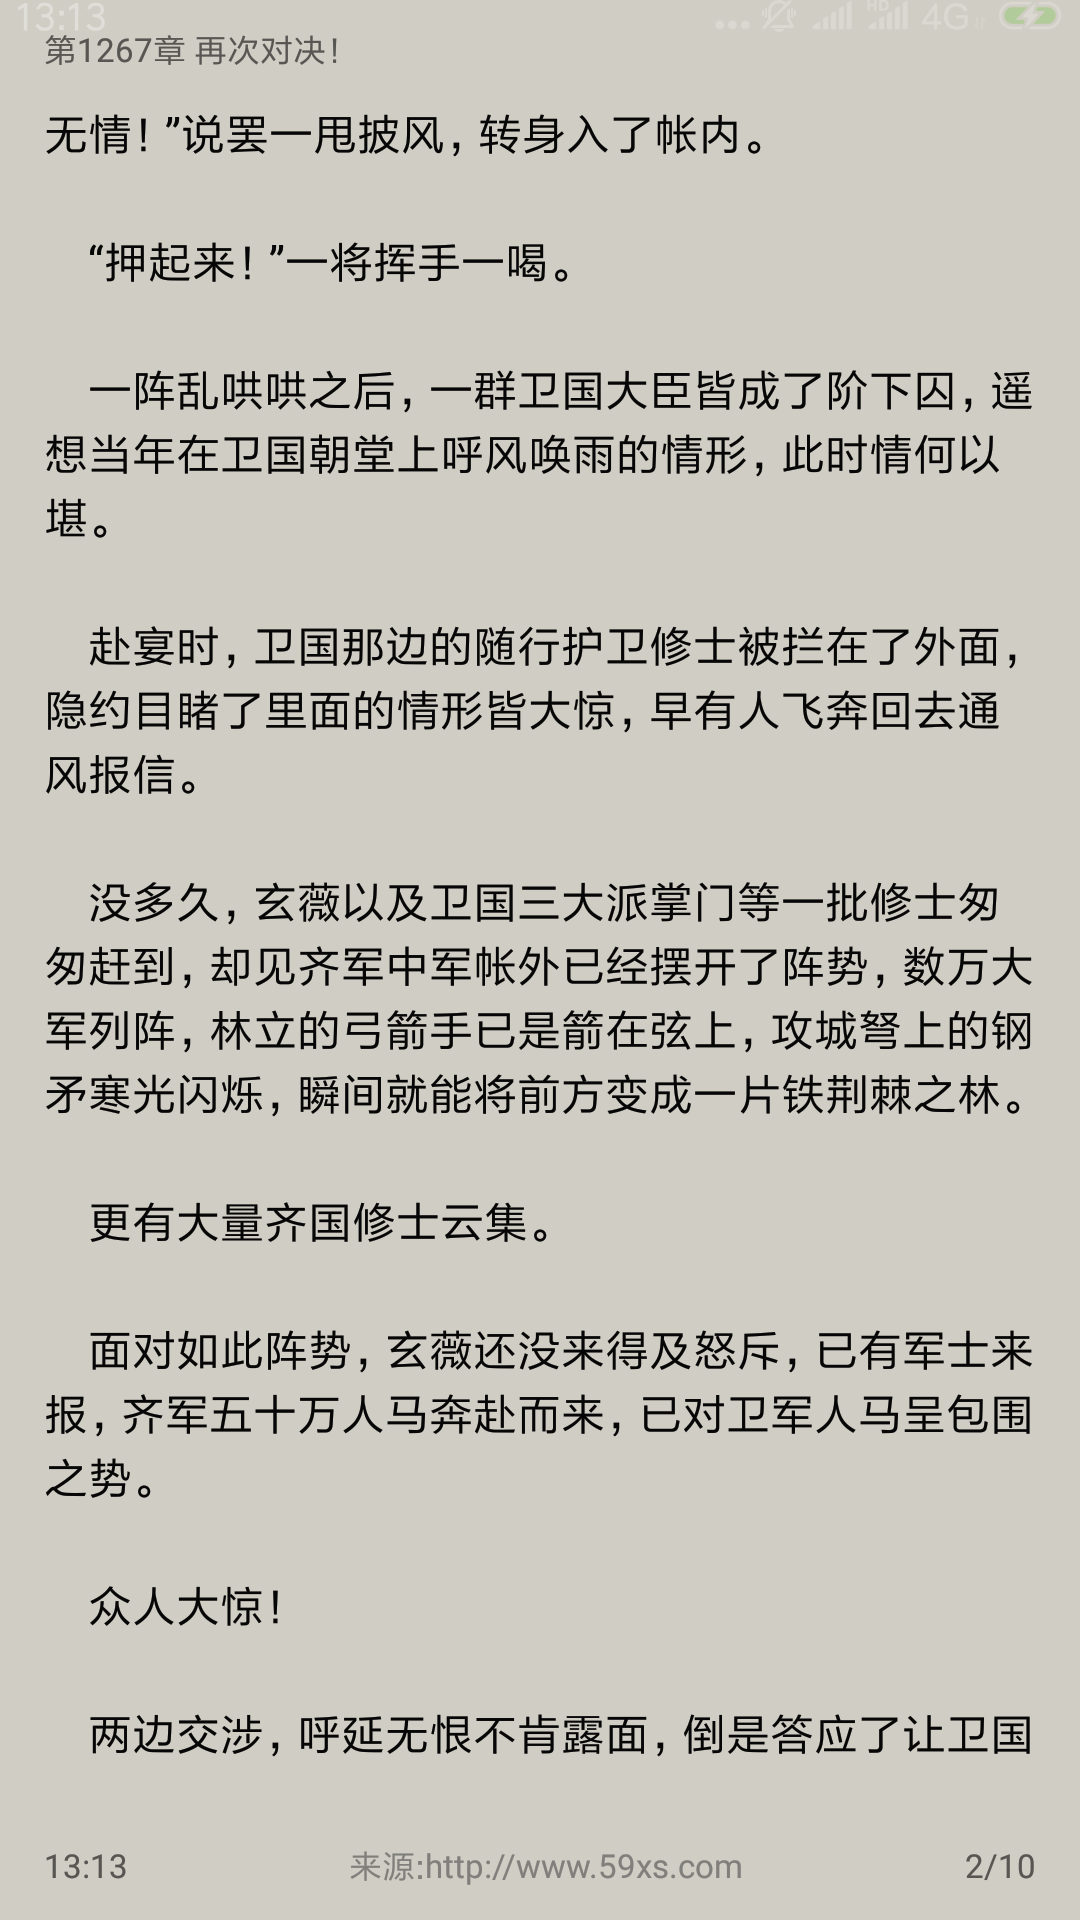 13:13
HD 4G
第1267章 再次对决！
无情！”说罢一甩披风，转身入了帐内。
“押起来！”一将挥手一喝。
一阵乱哄哄之后，一群卫国大臣皆成了阶下囚，遥
想当年在卫国朝堂上呼风唤雨的情形，此时情何以
堪。
赴宴时，卫国那边的随行护卫修士被拦在了外面，
隐约目睹了里面的情形皆大惊，早有人飞奔回去通
风报信。
没多久，玄薇以及卫国三大派掌门等一批修士匆
匆赶到，却见齐军中军帐外已经摆开了阵势，数万大
军列阵，林立的弓箭手已是箭在弦上，攻城弩上的钢
矛寒光闪烁，瞬间就能将前方变成一片铁荆棘之林。
更有大量齐国修士云集。
面对如此阵势，玄薇还没来得及怒斥，已有军士来
报，齐军五十万人马奔赴而来，已对卫军人马呈包围
之势。
众人大惊！
两边交涉，呼延无恨不肯露面，倒是答应了让卫国
13:13 来源:http://www.59xs.com 2/10